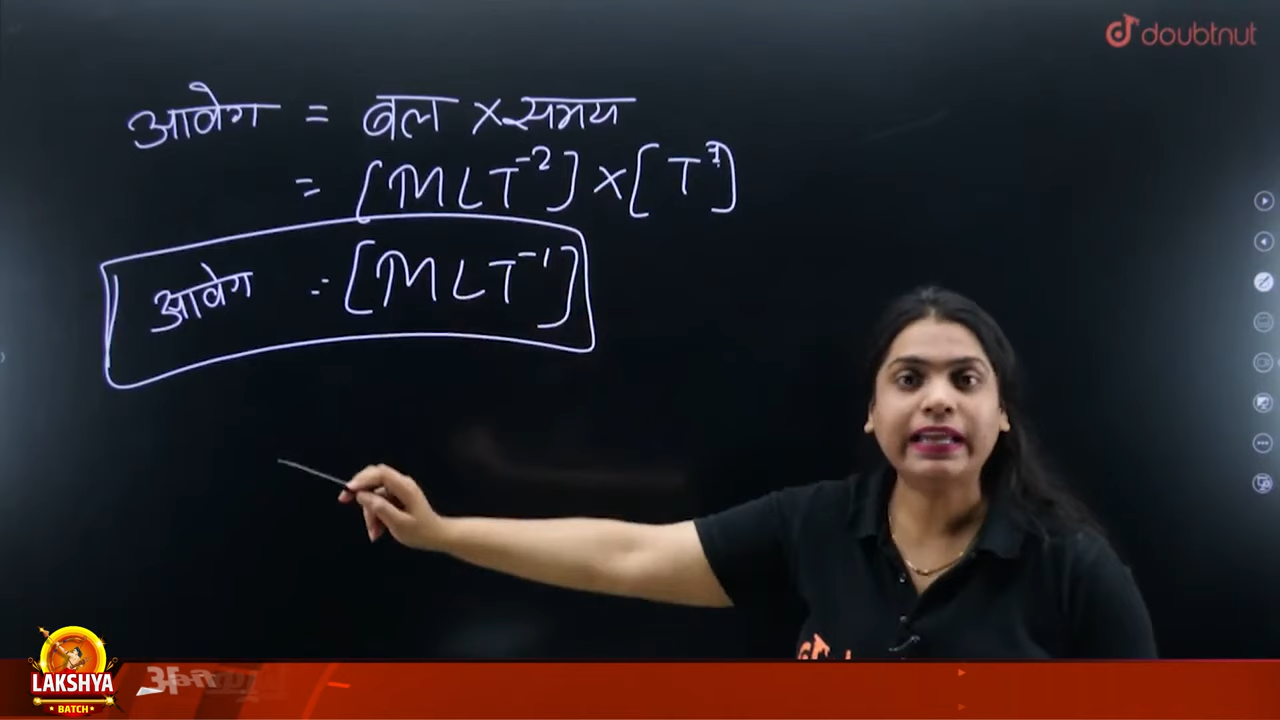 doubtnut
आवेग = बल × समय
= [MLT⁻²] × [T¹]
आवेग = [MLT⁻¹]
LAKSHYA
BATCH